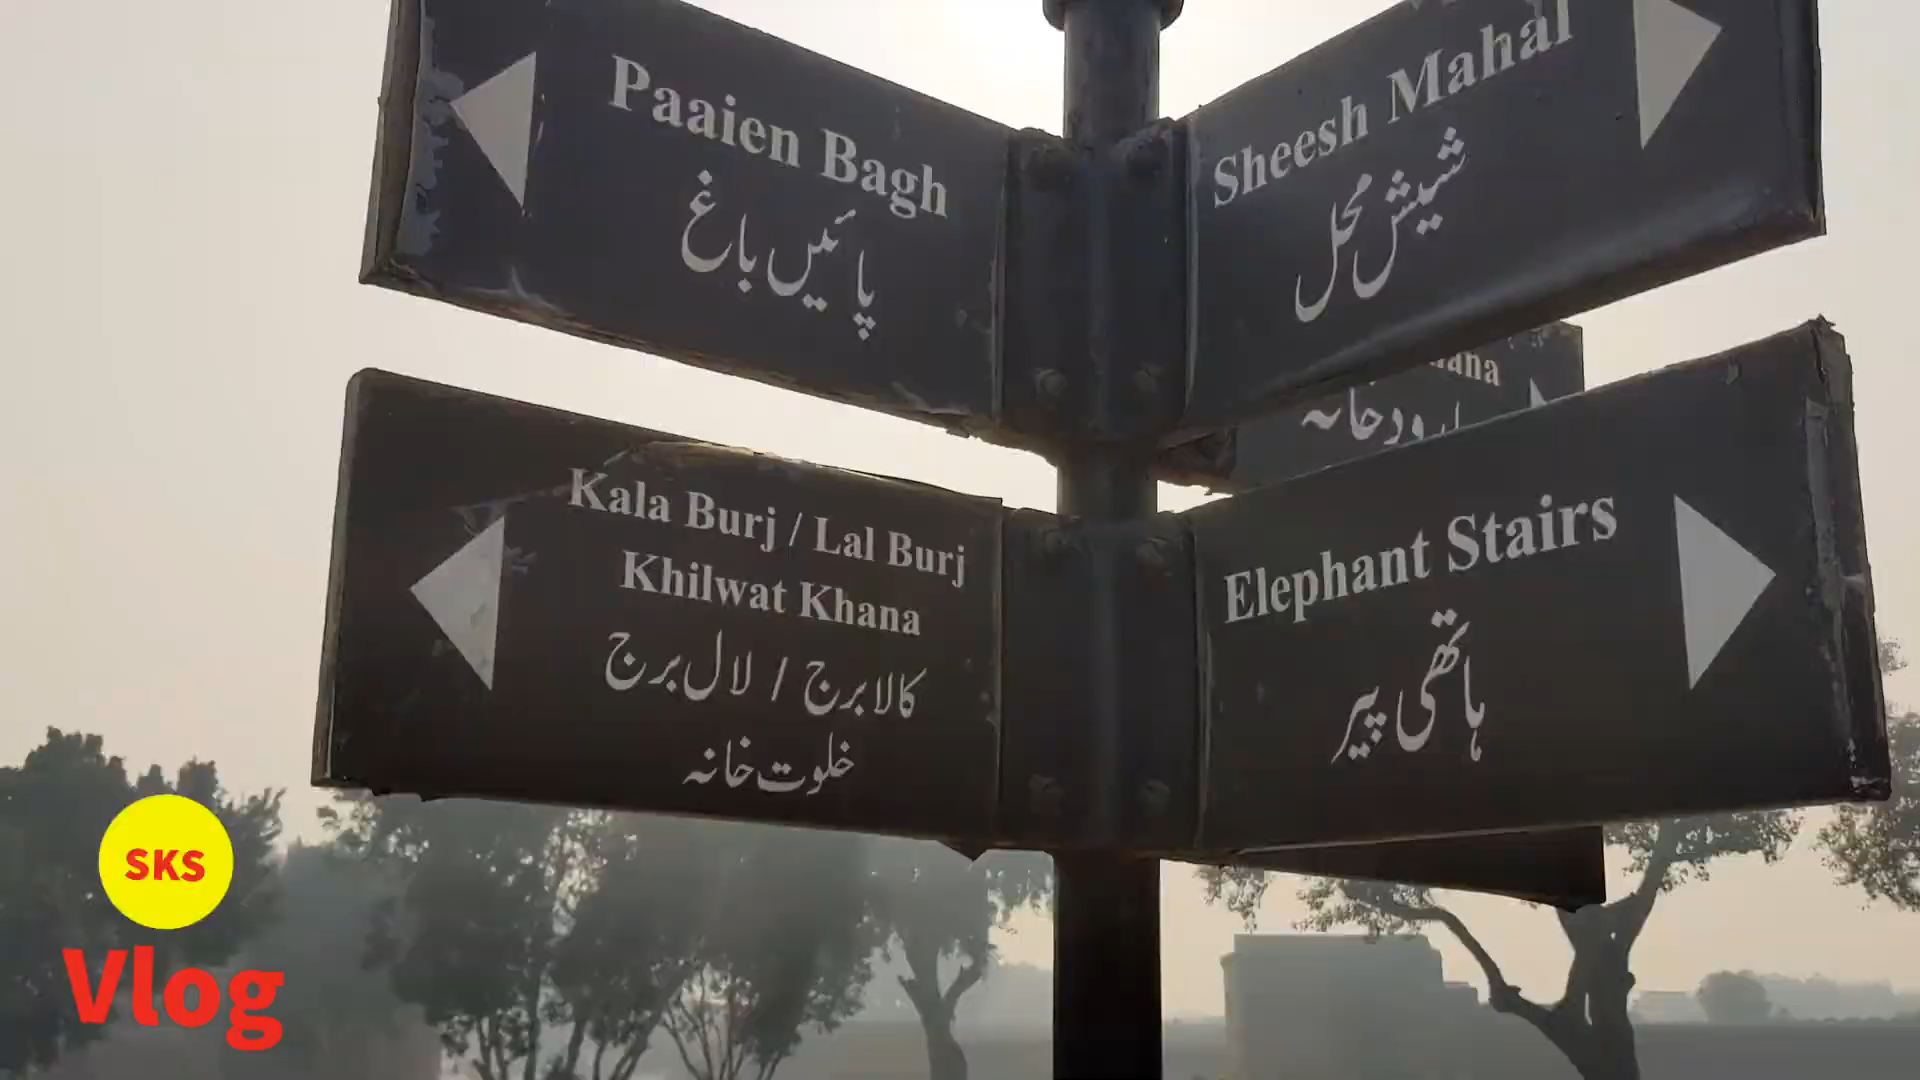 Paaien Bagh
پائیں باغ
Sheesh Mahal
شیش محل
Kala Burj / Lal Burj
Khilwat Khana
کالا برج / لال برج
خلوت خانہ
Elephant Stairs
ہاتھی پیر
SKS
Vlog